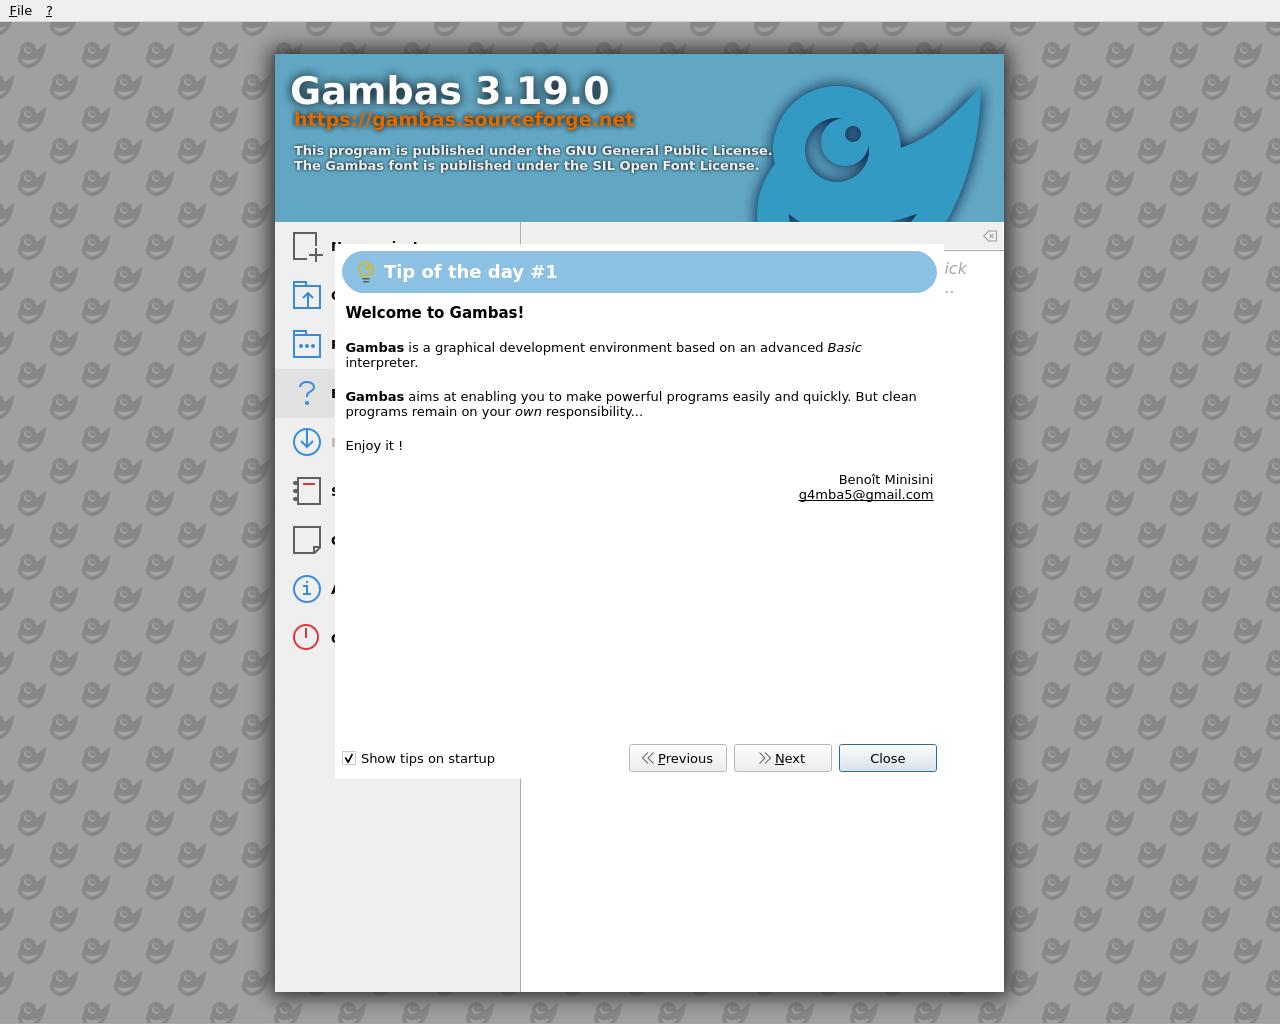 File ?
Gambas 3.19.0
https://gambas.sourceforge.net
This program is published under the GNU General Public License.
The Gambas font is published under the SIL Open Font License.
Tip of the day #1
Welcome to Gambas!
Gambas is a graphical development environment based on an advanced Basic
interpreter.
Gambas aims at enabling you to make powerful programs easily and quickly. But clean
programs remain on your own responsibility...
Enjoy it !
Benoît Minisini
g4mba5@gmail.com
Show tips on startup
Previous
Next
Close